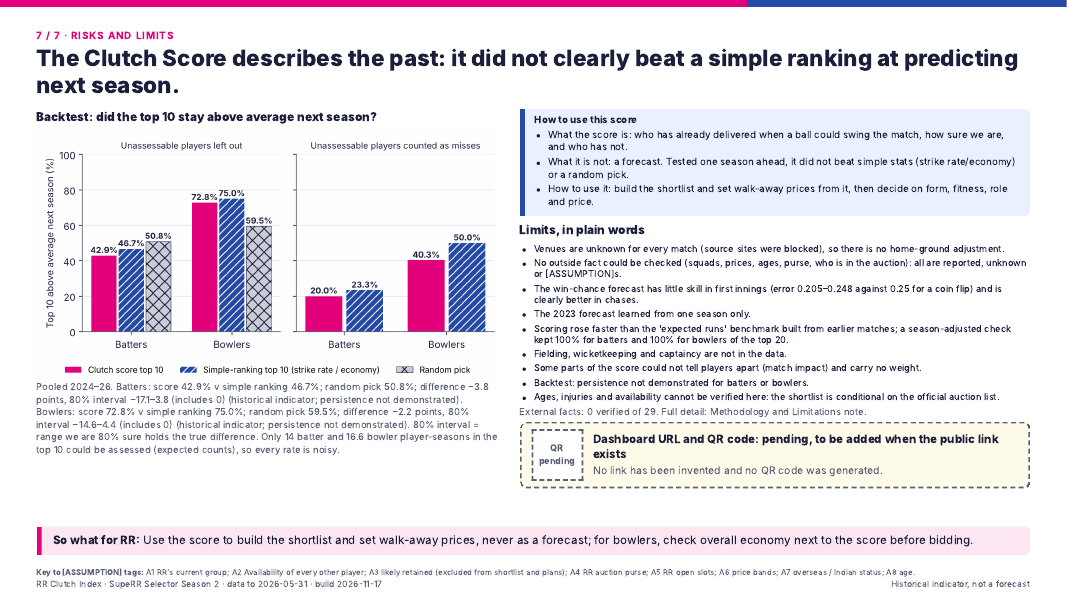 7 / 7 · RISKS AND LIMITS
The Clutch Score describes the past: it did not clearly beat a simple ranking at predicting
next season.
Backtest: did the top 10 stay above average next season?
Unassessable players left out
Unassessable players counted as misses
Top 10 above average next season (%)
100
80
60
40
20
0
42.9%
46.7%
50.8%
72.8%
75.0%
59.5%
20.0%
23.3%
40.3%
50.0%
Batters
Bowlers
Batters
Bowlers
Clutch score top 10
Simple-ranking top 10 (strike rate / economy)
Random pick
Pooled 2024–26. Batters: score 42.9% v simple ranking 46.7%; random pick 50.8%; difference −3.8
points, 80% interval −17.1–3.8 (includes 0) (historical indicator; persistence not demonstrated).
Bowlers: score 72.8% v simple ranking 75.0%; random pick 59.5%; difference −2.2 points, 80%
interval −14.6–4.4 (includes 0) (historical indicator; persistence not demonstrated). 80% interval =
range we are 80% sure holds the true difference. Only 14 batter and 16.6 bowler player-seasons in the
top 10 could be assessed (expected counts), so every rate is noisy.
How to use this score
• What the score is: who has already delivered when a ball could swing the match, how sure we are,
and who has not.
• What it is not: a forecast. Tested one season ahead, it did not beat simple stats (strike rate/economy)
or a random pick.
• How to use it: build the shortlist and set walk-away prices from it, then decide on form, fitness, role
and price.
Limits, in plain words
• Venues are unknown for every match (source sites were blocked), so there is no home-ground adjustment.
• No outside fact could be checked (squads, prices, ages, purse, who is in the auction): all are reported, unknown
or [ASSUMPTION]s.
• The win-chance forecast has little skill in first innings (error 0.205–0.248 against 0.25 for a coin flip) and is
clearly better in chases.
• The 2023 forecast learned from one season only.
• Scoring rose faster than the 'expected runs' benchmark built from earlier matches; a season-adjusted check
kept 100% for batters and 100% for bowlers of the top 20.
• Fielding, wicketkeeping and captaincy are not in the data.
• Some parts of the score could not tell players apart (match impact) and carry no weight.
• Backtest: persistence not demonstrated for batters or bowlers.
• Ages, injuries and availability cannot be verified here: the shortlist is conditional on the official auction list.
External facts: 0 verified of 29. Full detail: Methodology and Limitations note.
QR
pending
Dashboard URL and QR code: pending, to be added when the public link
exists
No link has been invented and no QR code was generated.
So what for RR: Use the score to build the shortlist and set walk-away prices, never as a forecast; for bowlers, check overall economy next to the score before bidding.
Key to [ASSUMPTION] tags: A1 RR's current group; A2 Availability of every other player; A3 likely retained (excluded from shortlist and plans); A4 RR auction purse; A5 RR open slots; A6 price bands; A7 overseas / Indian status; A8 age.
RR Clutch Index · SupeRR Selector Season 2 · data to 2026-05-31 · build 2026-11-17
Historical indicator, not a forecast